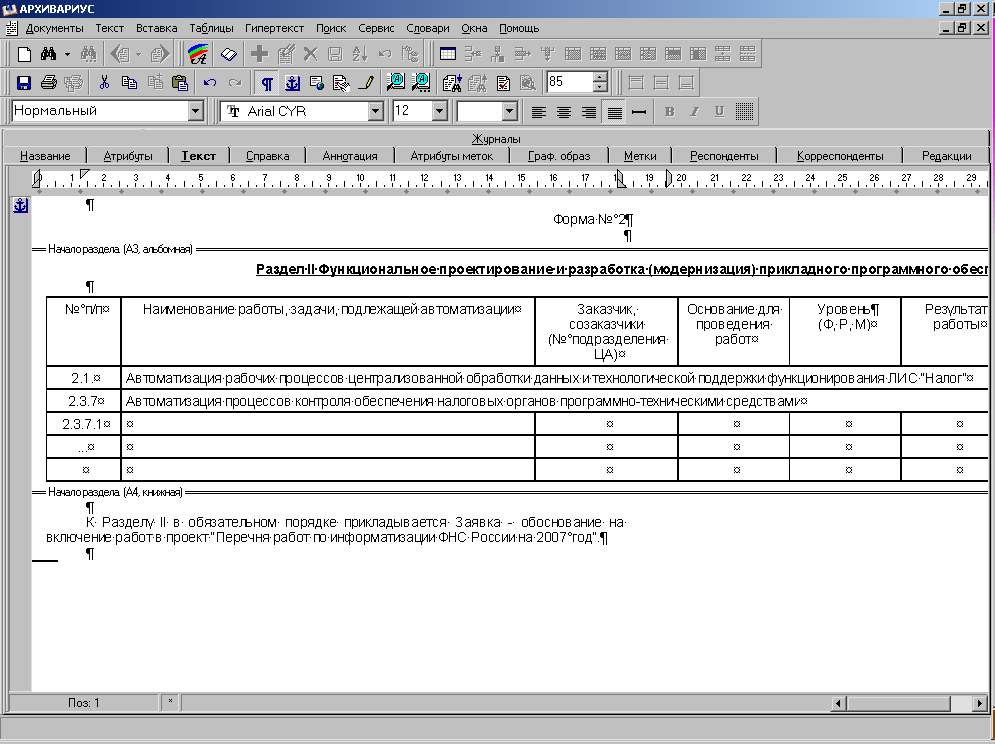 АРХИВАРИУС
Документы Текст Вставка Таблицы Гипертекст Поиск Сервис Словари Окна Помощь
85
Нормальный Arial CYR 12
Журналы
Название Атрибуты Текст Справка Аннотация Атрибуты меток Граф. образ Метки Респонденты Корреспонденты Редакции
1 2 3 4 5 6 7 8 9 10 11 12 13 14 15 16 17 18 19 20 21 22 23 24 25 26 27 28 29
¶
Форма·№°2¶
¶
Начало раздела (А3, альбомная)
Раздел·II·Функциональное·проектирование·и·разработка·(модернизация)·прикладного·программного·обесп
¶
№°п/п¤ Наименование·работы,·задачи,·подлежащей·автоматизации¤ Заказчик,· Основание·для· Уровень¶ Результат
созаказчики· проведения· (Ф,·Р,·М)¤ работы¤
(№°подразделения· работ¤
ЦА)¤
2.1.¤ Автоматизация·рабочих·процессов·централизованной·обработки·данных·и·технологической·поддержки·функционирования·ЛИС·"Налог"¤
2.3.7¤ Автоматизация·процессов·контроля·обеспечения·налоговых·органов·программно-техническими·средствами¤
2.3.7.1¤ ¤ ¤ ¤ ¤ ¤
...¤ ¤ ¤ ¤ ¤ ¤
¤ ¤ ¤ ¤ ¤ ¤
Начало раздела (А4, книжная)
¶
К· Разделу· II· в· обязательном· порядке· прикладывается· Заявка· -· обоснование· на·
включение·работ·в·проект·"Перечня·работ·по·информатизации·ФНС·России·на·2007°год".¶
¶
Поз: 1 *